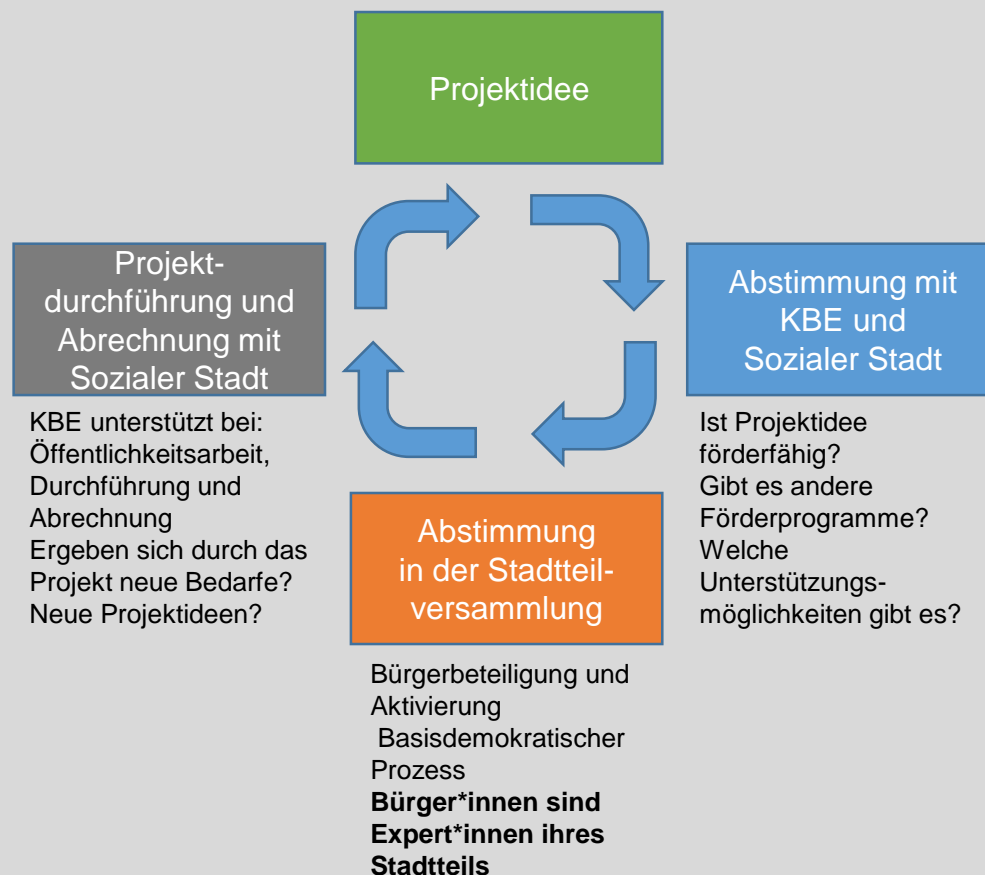 Projektidee
Abstimmung mit
KBE und
Sozialer Stadt
Ist Projektidee
förderfähig?
Gibt es andere
Förderprogramme?
Welche
Unterstützungs-
möglichkeiten gibt es?
Abstimmung
in der Stadtteil-
versammlung
Bürgerbeteiligung und
Aktivierung
Basisdemokratischer
Prozess
Bürger*innen sind
Expert*innen ihres
Stadtteils
Projekt-
durchführung und
Abrechnung mit
Sozialer Stadt
KBE unterstützt bei:
Öffentlichkeitsarbeit,
Durchführung und
Abrechnung
Ergeben sich durch das
Projekt neue Bedarfe?
Neue Projektideen?